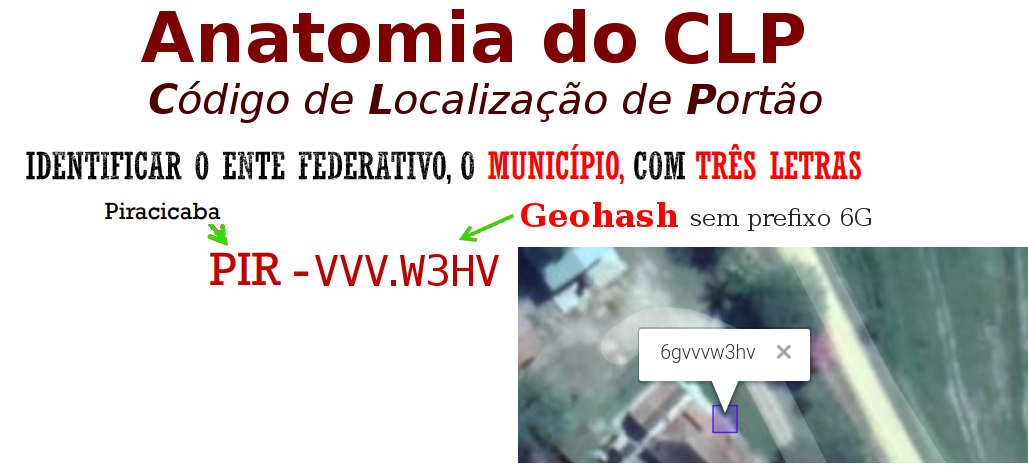 Anatomia do CLP
Código de Localização de Portão
IDENTIFICAR O ENTE FEDERATIVO, O MUNICÍPIO, COM TRÊS LETRAS
Piracicaba
Geohash sem prefixo 6G
PIR -VVV.W3HV
6gvvvw3hv ×